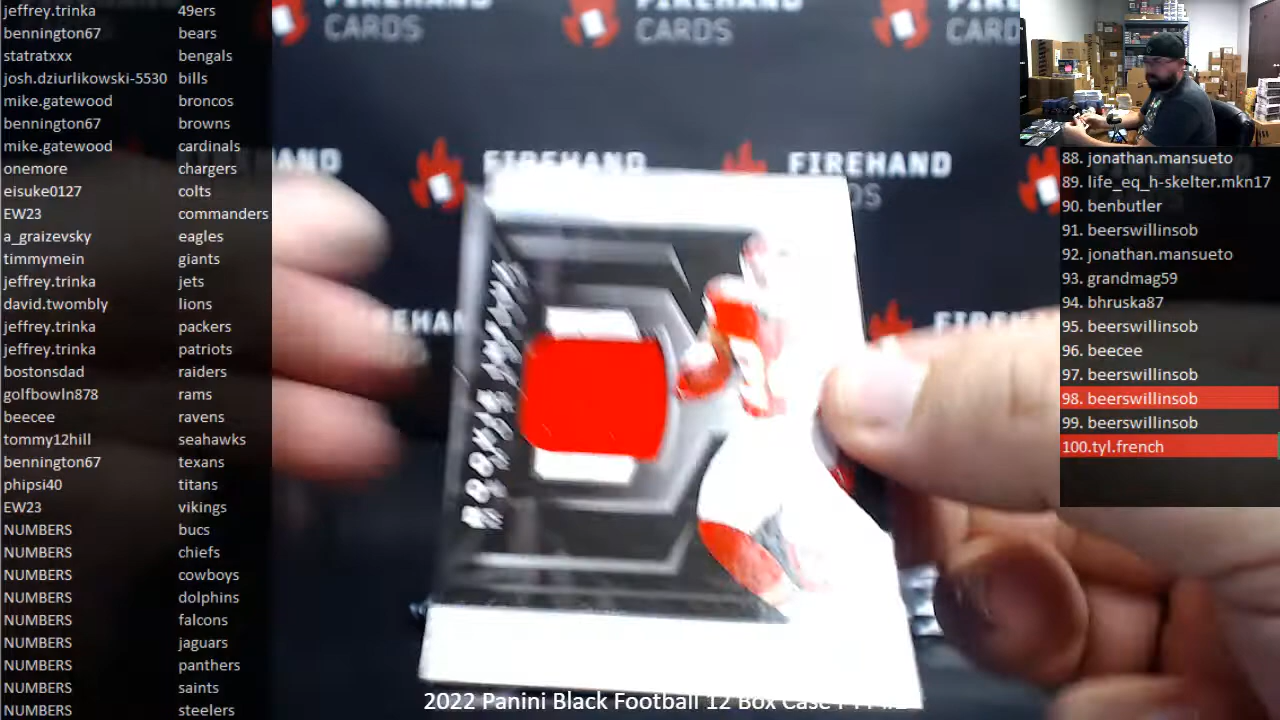 jeffrey.trinka 49ers
bennington67 bears
statratxxx bengals
josh.dziurlikowski-5530 bills
mike.gatewood broncos
bennington67 browns
mike.gatewood cardinals
onemore chargers
eisuke0127 colts
EW23 commanders
a_graizevsky eagles
timmymein giants
jeffrey.trinka jets
david.twombly lions
jeffrey.trinka packers
jeffrey.trinka patriots
bostonsdad raiders
golfbowln878 rams
beecee ravens
tommy12hill seahawks
bennington67 texans
phipsi40 titans
EW23 vikings
NUMBERS bucs
NUMBERS chiefs
NUMBERS cowboys
NUMBERS dolphins
NUMBERS falcons
NUMBERS jaguars
NUMBERS panthers
NUMBERS saints
NUMBERS steelers
FIREHAND
CARDS
FIREHAND
CARDS
CARDS
FIREHAND
FIREHAND
88. jonathan.mansueto
89. life_eq_h-skelter.mkn17
90. benbutler
91. beerswillinsob
92. jonathan.mansueto
93. grandmag59
94. bhruska87
95. beerswillinsob
96. beecee
97. beerswillinsob
98. beerswillinsob
99. beerswillinsob
100.tyl.french
2022 Panini Black Football 12 Box Case